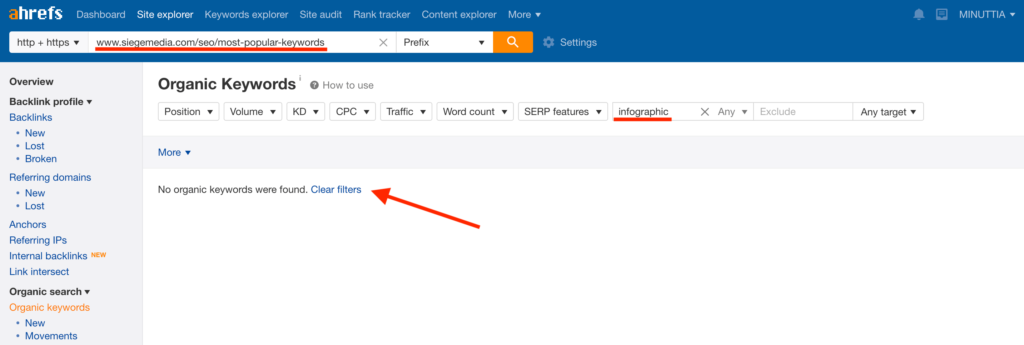 ahrefs Dashboard Site explorer Keywords explorer Site audit Rank tracker Content explorer More MINUTTIA
http + https www.siegemedia.com/seo/most-popular-keywords Prefix Settings
Overview
Backlink profile
Backlinks
New
Lost
Broken
Referring domains
New
Lost
Anchors
Referring IPs
Internal backlinks NEW
Link intersect
Organic search
Organic keywords
New
Movements
Organic Keywords i How to use
Position Volume KD CPC Traffic Word count SERP features infographic Any Exclude Any target
More
No organic keywords were found. Clear filters